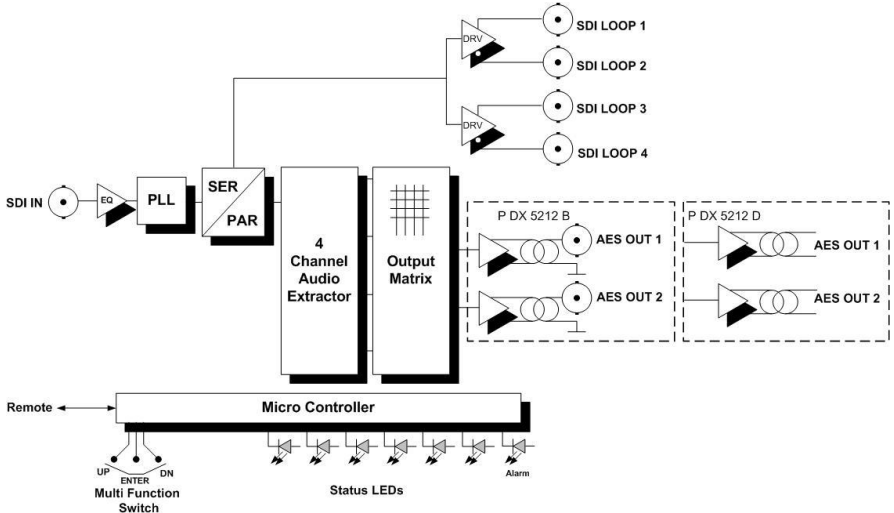 SDI LOOP 1
DRV
SDI LOOP 2
SDI LOOP 3
DRV
SDI LOOP 4
SDI IN
EQ
PLL
SER
PAR
4
Channel
Audio
Extractor
Output
Matrix
P DX 5212 B
AES OUT 1
AES OUT 2
P DX 5212 D
AES OUT 1
AES OUT 2
Remote
Micro Controller
UP
ENTER
DN
Multi Function
Switch
Status LEDs
Alarm